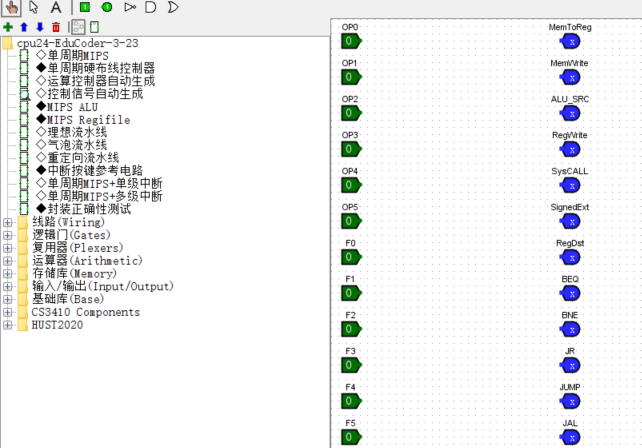 A
cpu24-EduCoder-3-23
◇单周期MIPS
◆单周期硬布线控制器
◇运算控制器自动生成
◇控制信号自动生成
◆MIPS ALU
◆MIPS Regifile
◇理想流水线
◇气泡流水线
◇重定向流水线
◆中断按键参考电路
◇单周期MIPS+单级中断
◇单周期MIPS+多级中断
◆封装正确性测试
线路(Wiring)
逻辑门(Gates)
复用器(Plexers)
运算器(Arithmetic)
存储库(Memory)
输入/输出(Input/Output)
基础库(Base)
CS3410 Components
HUST2020
OP0 MemToReg
0 x
OP1 MemWrite
0 x
OP2 ALU_SRC
0 x
OP3 RegWrite
0 x
OP4 SysCALL
0 x
OP5 SignedExt
0 x
F0 RegDst
0 x
F1 BEQ
0 x
F2 BNE
0 x
F3 JR
0 x
F4 JUMP
0 x
F5 JAL
0 x